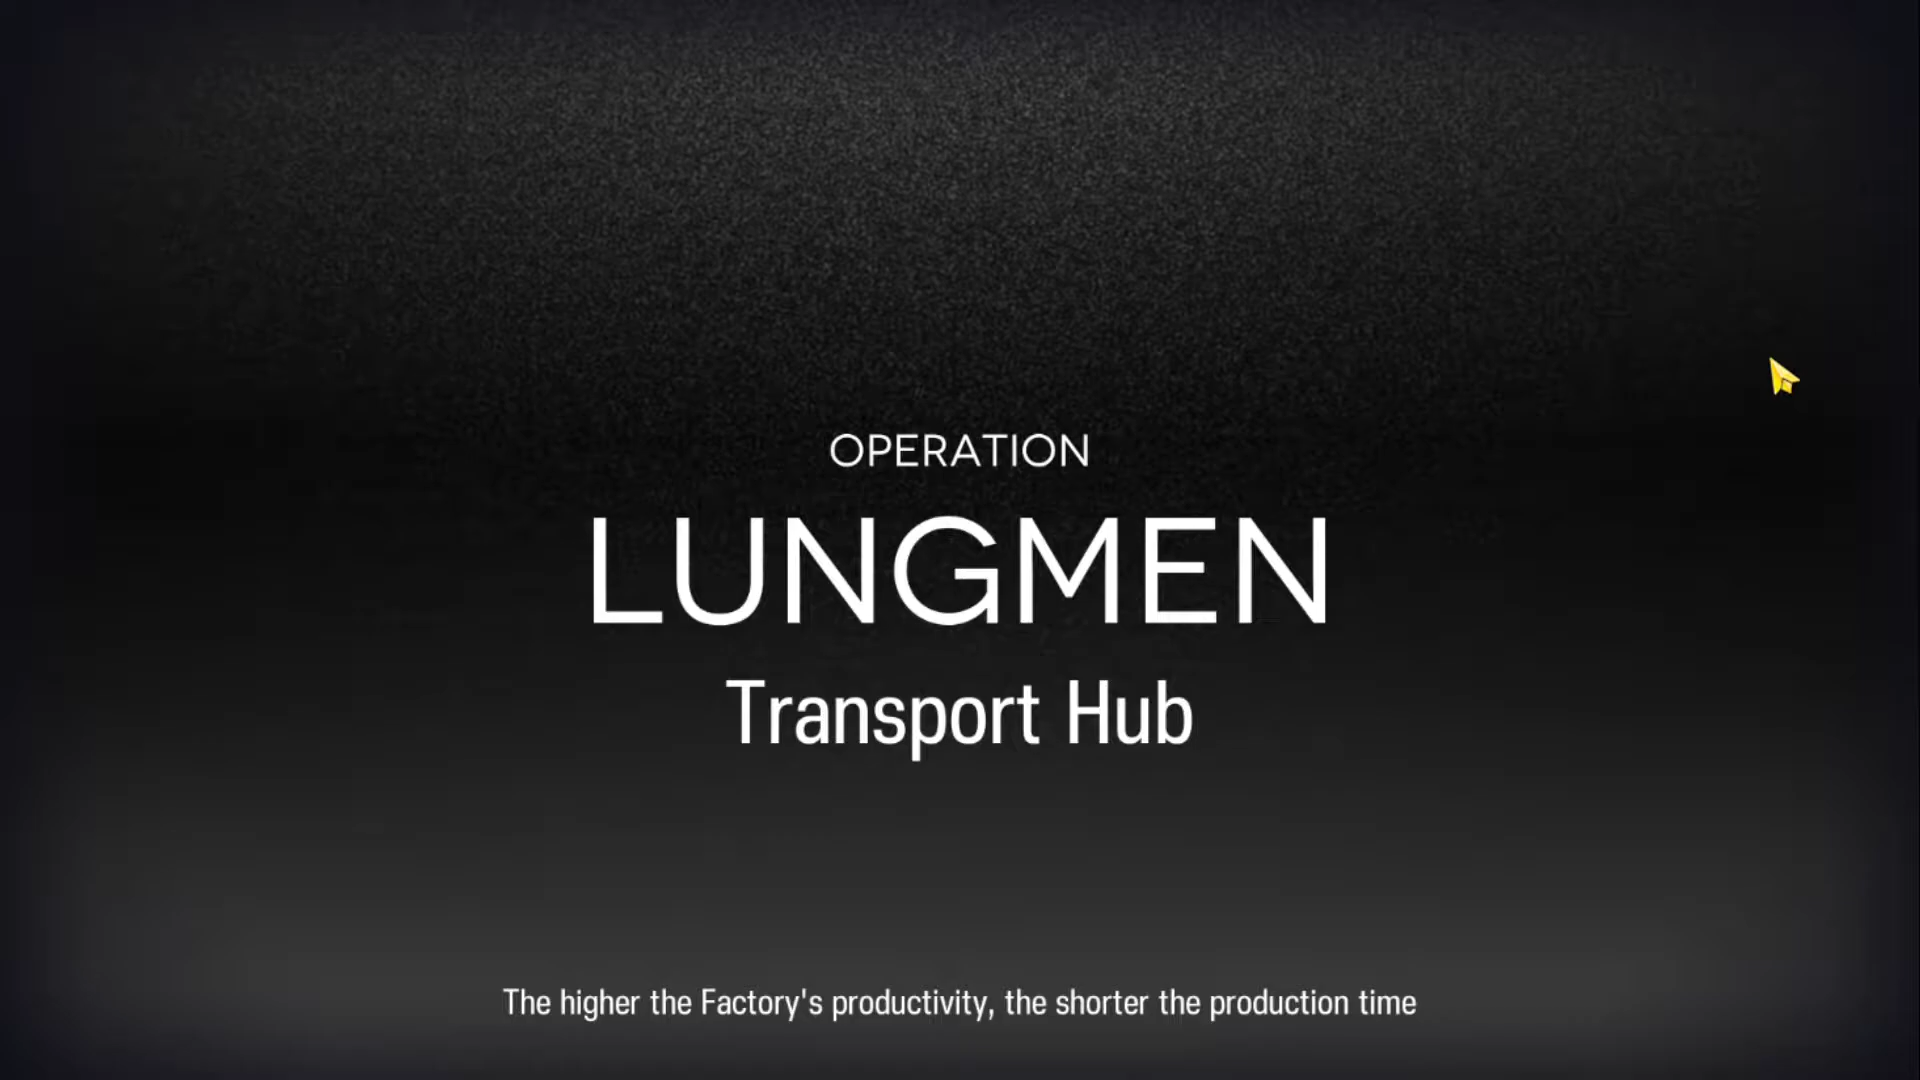 OPERATION
LUNGMEN
Transport Hub
The higher the Factory's productivity, the shorter the production time